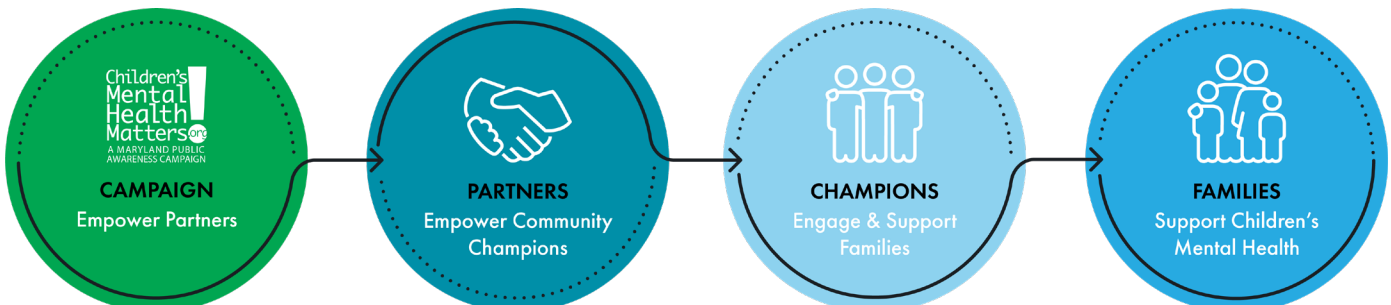 Children's
Mental
Health
Matters.org
A MARYLAND PUBLIC
AWARENESS CAMPAIGN
CAMPAIGN
Empower Partners
PARTNERS
Empower Community
Champions
CHAMPIONS
Engage & Support
Families
FAMILIES
Support Children's
Mental Health